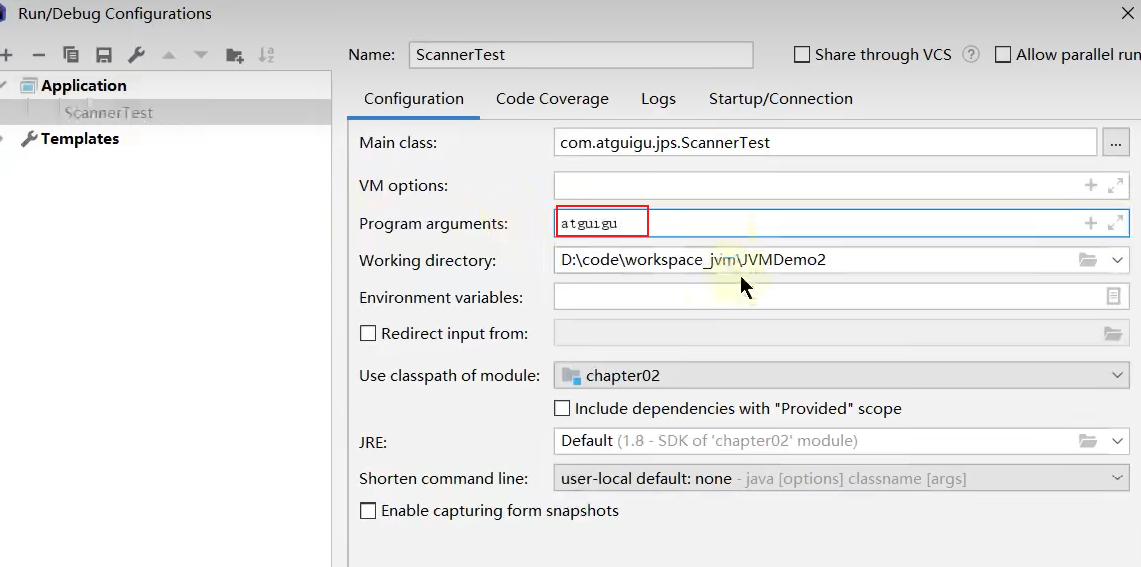 Run/Debug Configurations
Name: ScannerTest Share through VCS ? Allow parallel run
Application
ScannerTest
Templates
Configuration Code Coverage Logs Startup/Connection
Main class: com.atguigu.jps.ScannerTest ...
VM options:
Program arguments: atguigu
Working directory: D:\code\workspace_jvm\JVMDemo2
Environment variables:
Redirect input from:
Use classpath of module: chapter02
Include dependencies with "Provided" scope
JRE: Default (1.8 - SDK of 'chapter02' module)
Shorten command line: user-local default: none - java [options] classname [args]
Enable capturing form snapshots